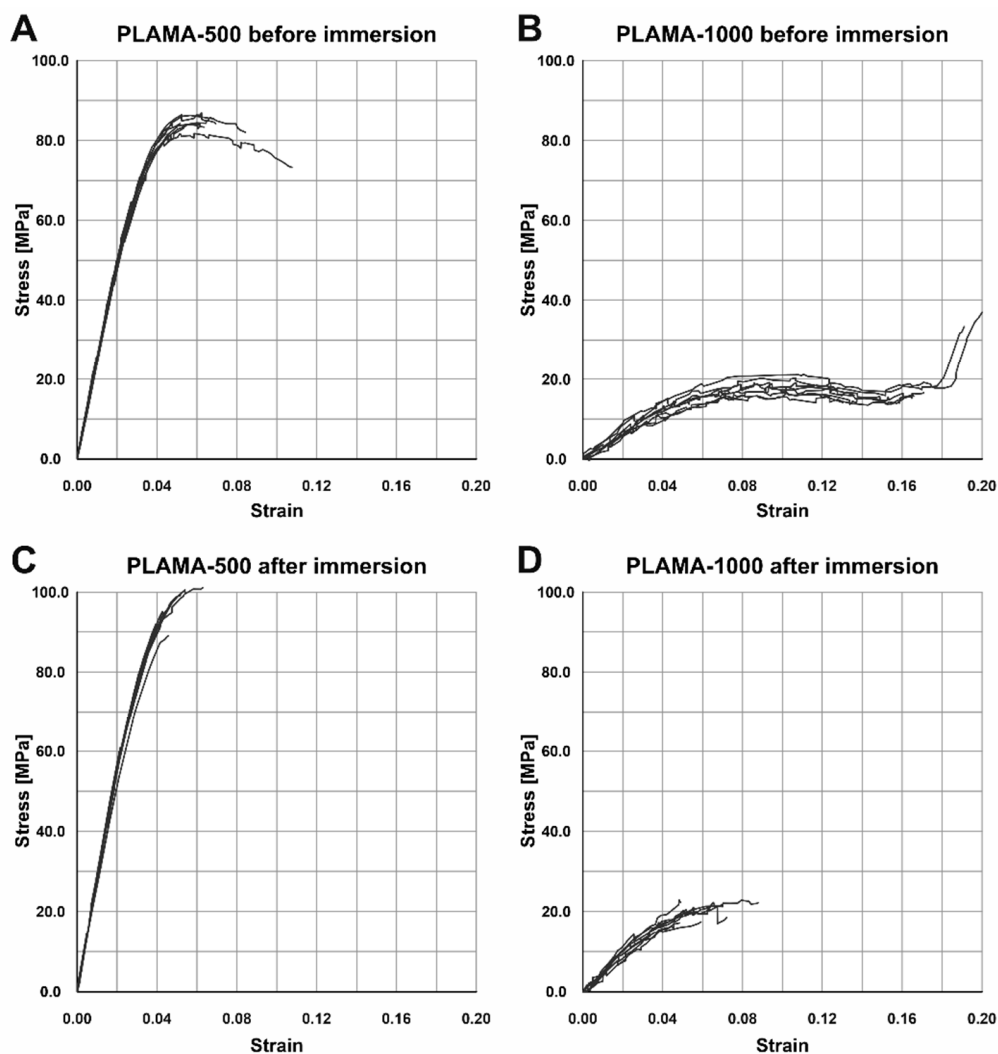 A PLAMA-500 before immersion
100.0
80.0
60.0
40.0
20.0
0.0
Stress [MPa]
0.00 0.04 0.08 0.12 0.16 0.20
Strain
B PLAMA-1000 before immersion
100.0
80.0
60.0
40.0
20.0
0.0
Stress [MPa]
0.00 0.04 0.08 0.12 0.16 0.20
Strain
C PLAMA-500 after immersion
100.0
80.0
60.0
40.0
20.0
0.0
Stress [MPa]
0.00 0.04 0.08 0.12 0.16 0.20
Strain
D PLAMA-1000 after immersion
100.0
80.0
60.0
40.0
20.0
0.0
Stress [MPa]
0.00 0.04 0.08 0.12 0.16 0.20
Strain